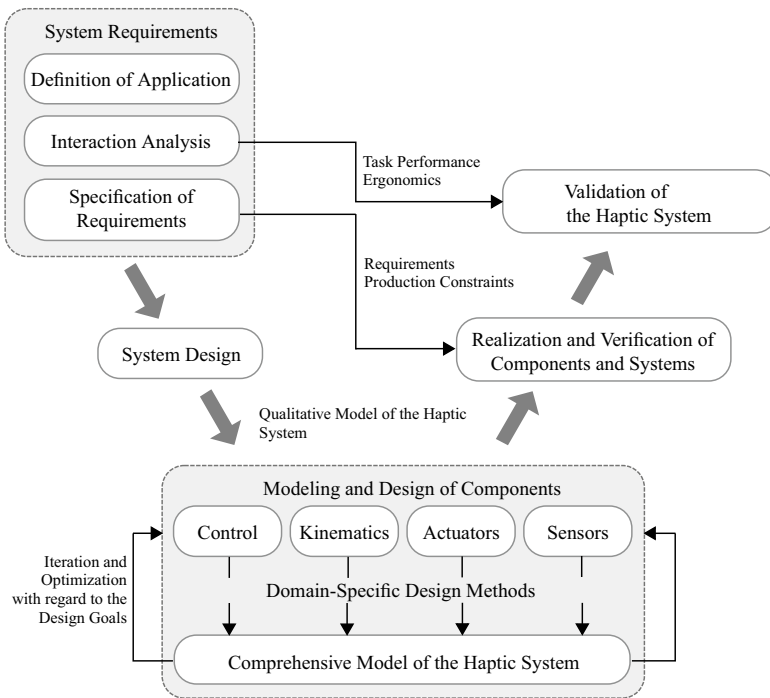 System Requirements
Definition of Application
Interaction Analysis
Specification of
Requirements
Task Performance
Ergonomics
Validation of
the Haptic System
Requirements
Production Constraints
System Design
Realization and Verification of
Components and Systems
Qualitative Model of the Haptic
System
Modeling and Design of Components
Control
Kinematics
Actuators
Sensors
Iteration and
Optimization
with regard to the
Design Goals
Domain-Specific Design Methods
Comprehensive Model of the Haptic System